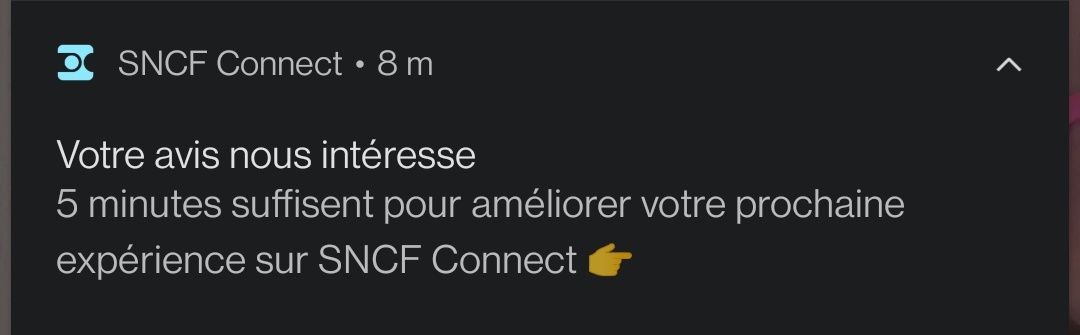 SNCF Connect • 8 m
Votre avis nous intéresse
5 minutes suffisent pour améliorer votre prochaine
expérience sur SNCF Connect 👉